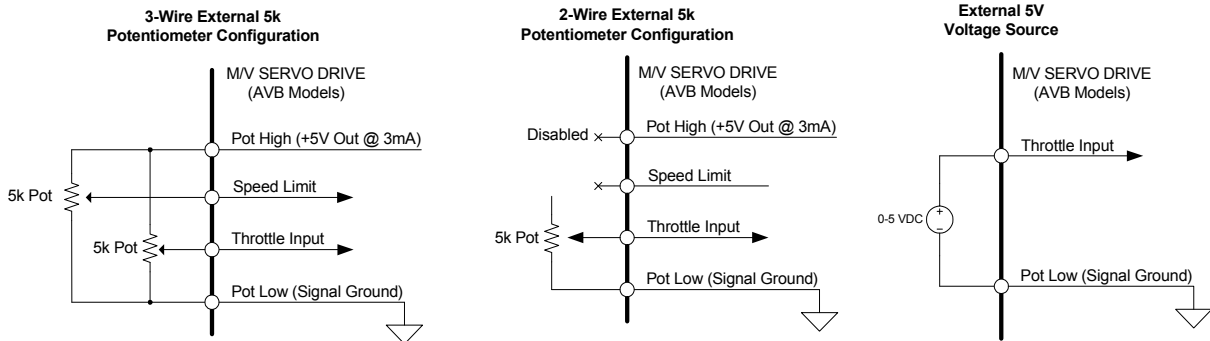 3-Wire External 5k
Potentiometer Configuration
M/V SERVO DRIVE
(AVB Models)
Pot High (+5V Out @ 3mA)
5k Pot
Speed Limit
5k Pot
Throttle Input
Pot Low (Signal Ground)
2-Wire External 5k
Potentiometer Configuration
M/V SERVO DRIVE
(AVB Models)
Disabled
Pot High (+5V Out @ 3mA)
Speed Limit
5k Pot
Throttle Input
Pot Low (Signal Ground)
External 5V
Voltage Source
M/V SERVO DRIVE
(AVB Models)
Throttle Input
0-5 VDC
+
−
Pot Low (Signal Ground)